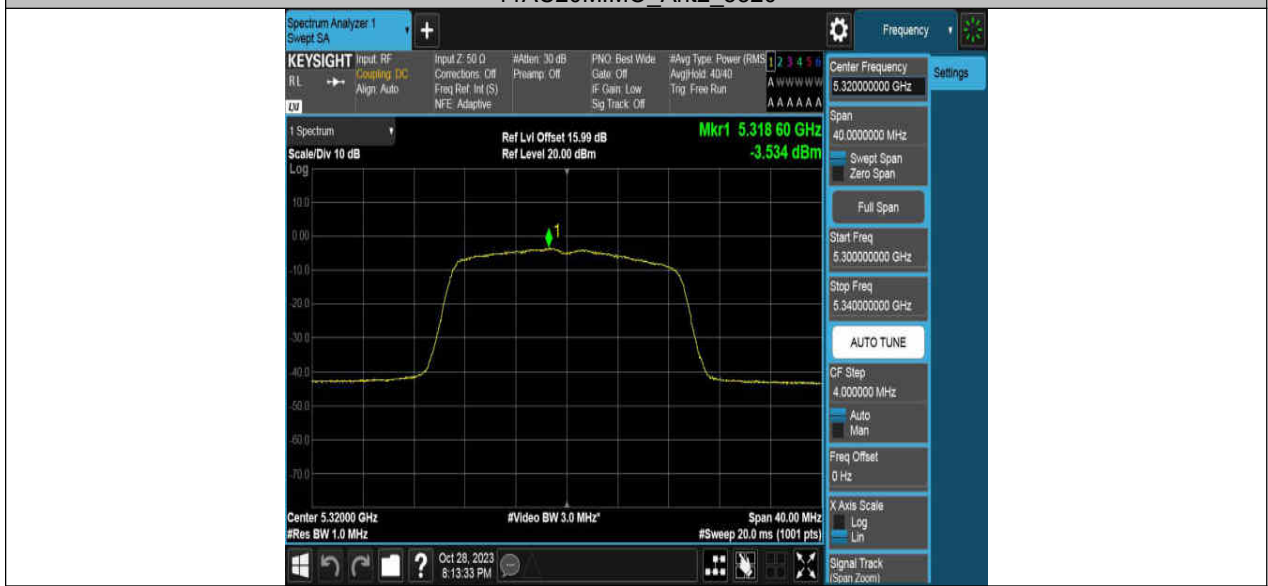 Spectrum Analyzer 1
Swept SA
+
Frequency
KEYSIGHT
RL
LXI
Input: RF
Coupling: DC
Align: Auto
Input Z: 50 Ω
Corrections: Off
Freq Ref: Int (S)
NFE: Adaptive
#Atten: 30 dB
Preamp: Off
PNO: Best Wide
Gate: Off
IF Gain: Low
Sig Track: Off
#Avg Type: Power (RMS
Avg|Hold: 40/40
Trig: Free Run
1 2 3 4 5 6
A W W W W W
A A A A A A
Center Frequency
5.320000000 GHz
Settings
Span
40.0000000 MHz
Swept Span
Zero Span
Full Span
Start Freq
5.300000000 GHz
Stop Freq
5.340000000 GHz
AUTO TUNE
CF Step
4.000000 MHz
Auto
Man
Freq Offset
0 Hz
X Axis Scale
Log
Lin
Signal Track
(Span Zoom)
1 Spectrum
Scale/Div 10 dB
Log
Ref Lvl Offset 15.99 dB
Ref Level 20.00 dBm
Mkr1 5.318 60 GHz
-3.534 dBm
1
10.0
0.00
-10.0
-20.0
-30.0
-40.0
-50.0
-60.0
-70.0
Center 5.32000 GHz
#Res BW 1.0 MHz
#Video BW 3.0 MHz*
Span 40.00 MHz
#Sweep 20.0 ms (1001 pts)
?
Oct 28, 2023
8:13:33 PM